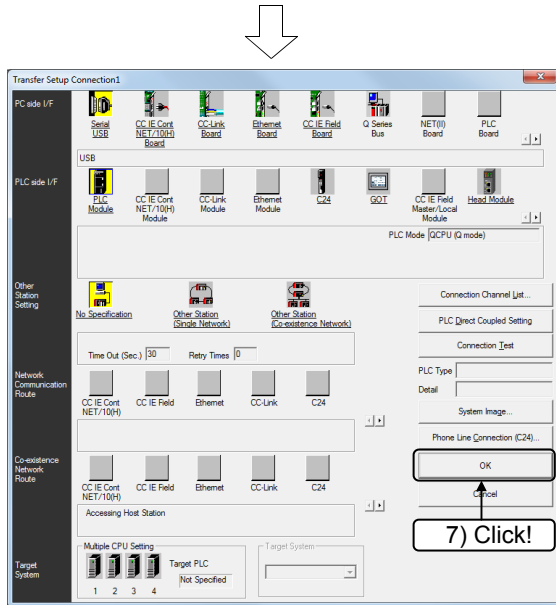 Transfer Setup Connection1
PC side I/F
Serial
USB
CC IE Cont
NET/10(H)
Board
CC-Link
Board
Ethernet
Board
CC IE Field
Board
Q Series
Bus
NET(II)
Board
PLC
Board
USB
PLC side I/F
PLC
Module
CC IE Cont
NET/10(H)
Module
CC-Link
Module
Ethernet
Module
C24
GOT
CC IE Field
Master/Local
Module
Head Module
PLC Mode QCPU (Q mode)
Other
Station
Setting
No Specification
Other Station
(Single Network)
Other Station
(Co-existence Network)
Time Out (Sec.) 30 Retry Times 0
Connection Channel List...
PLC Direct Coupled Setting
Connection Test
PLC Type
Detail
System Image...
Phone Line Connection (C24)...
OK
Cancel
7) Click!
Network
Communication
Route
CC IE Cont
NET/10(H)
CC IE Field
Ethernet
CC-Link
C24
Co-existence
Network
Route
CC IE Cont
NET/10(H)
CC IE Field
Ethernet
CC-Link
C24
Accessing Host Station
Target
System
Multiple CPU Setting
1 2 3 4
Target PLC
Not Specified
Target System